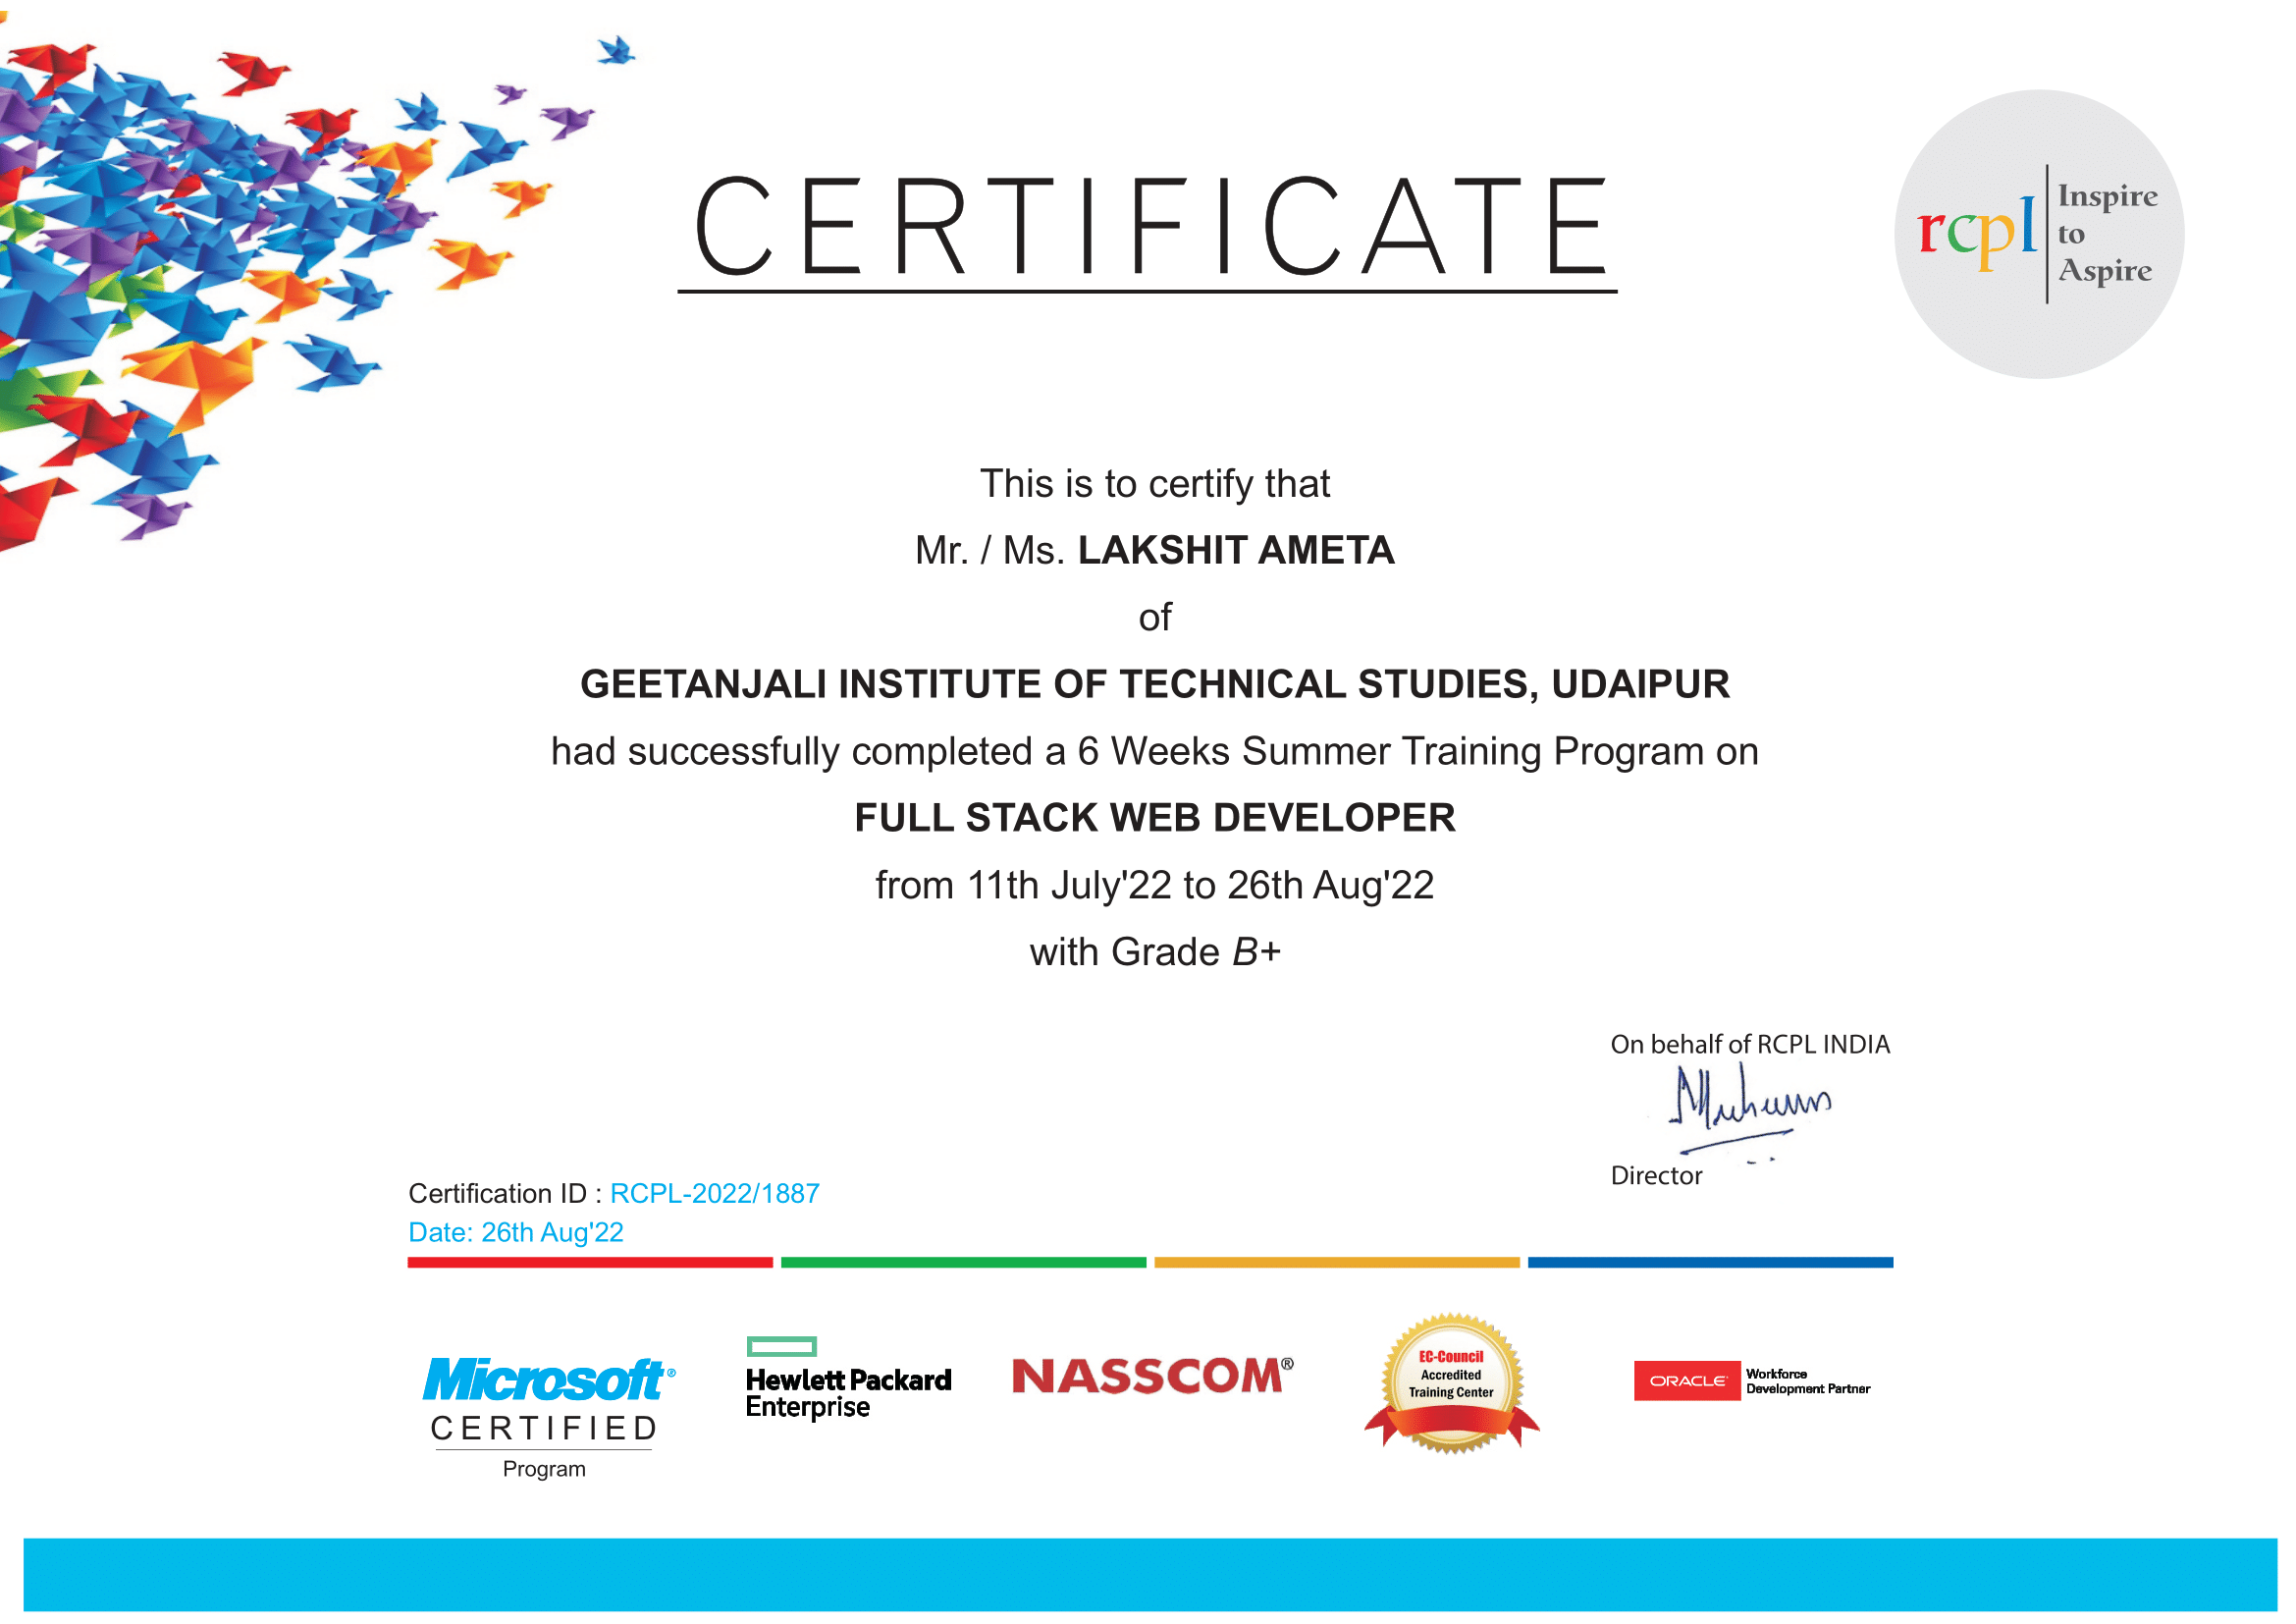 CERTIFICATE
rcpl
Inspire
to
Aspire
This is to certify that
Mr. / Ms. LAKSHIT AMETA
of
GEETANJALI INSTITUTE OF TECHNICAL STUDIES, UDAIPUR
had successfully completed a 6 Weeks Summer Training Program on
FULL STACK WEB DEVELOPER
from 11th July'22 to 26th Aug'22
with Grade B+
On behalf of RCPL INDIA
Director
Certification ID : RCPL-2022/1887
Date: 26th Aug'22
Microsoft®
CERTIFIED
Program
Hewlett Packard
Enterprise
NASSCOM®
EC-Council
Accredited
Training Center
ORACLE
Workforce
Development Partner